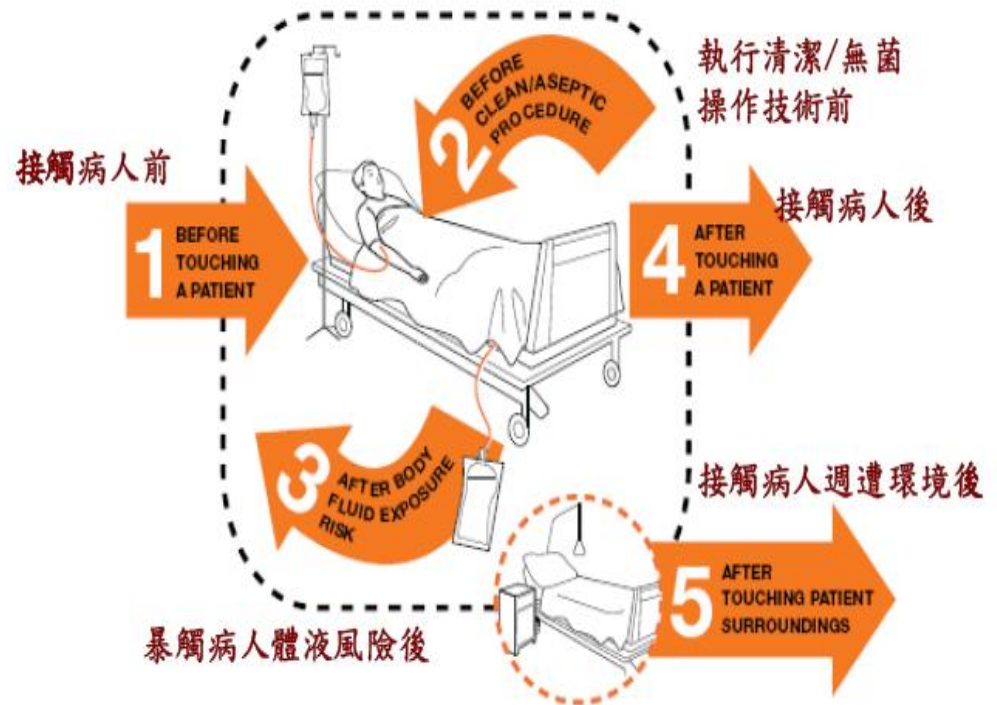 執行清潔/無菌
操作技術前
2
BEFORE
CLEAN/ASEPTIC
PROCEDURE
接觸病人前
1
BEFORE
TOUCHING
A PATIENT
接觸病人後
4
AFTER
TOUCHING
A PATIENT
3
AFTER BODY
FLUID EXPOSURE
RISK
暴觸病人體液風險後
接觸病人週遭環境後
5
AFTER
TOUCHING PATIENT
SURROUNDINGS